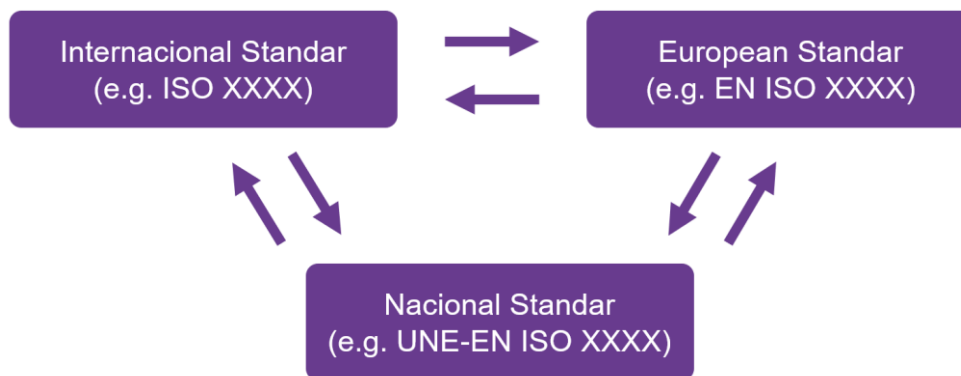 Internacional Standar
(e.g. ISO XXXX)
European Standar
(e.g. EN ISO XXXX)
Nacional Standar
(e.g. UNE-EN ISO XXXX)